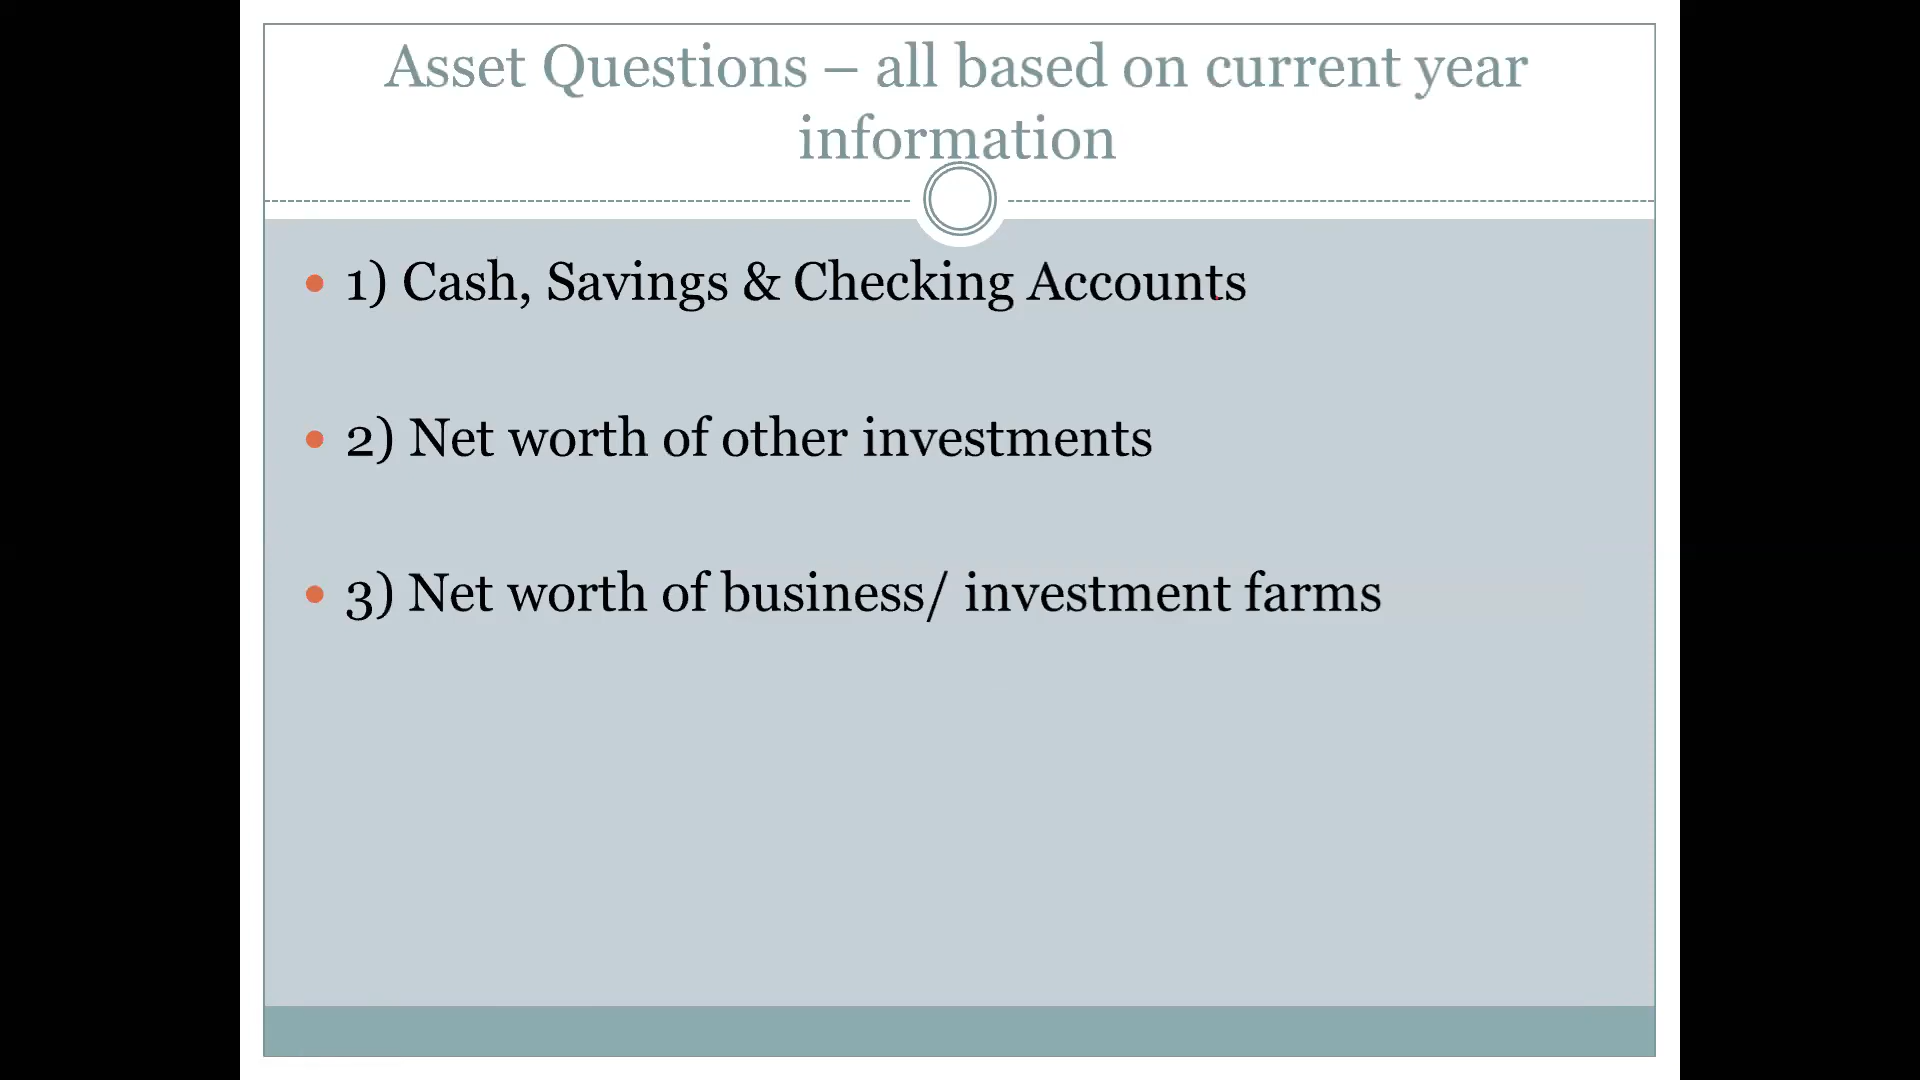 Asset Questions – all based on current year
information
• 1) Cash, Savings & Checking Accounts
• 2) Net worth of other investments
• 3) Net worth of business/ investment farms